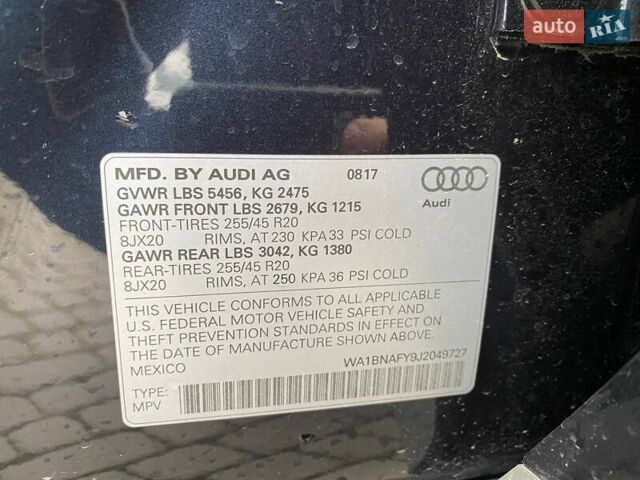 auto RIA
MFD. BY AUDI AG 0817
GVWR LBS 5456, KG 2475
GAWR FRONT LBS 2679, KG 1215
FRONT-TIRES 255/45 R20
8JX20 RIMS, AT 230 KPA 33 PSI COLD
GAWR REAR LBS 3042, KG 1380
REAR-TIRES 255/45 R20
8JX20 RIMS, AT 250 KPA 36 PSI COLD
Audi
THIS VEHICLE CONFORMS TO ALL APPLICABLE
U.S. FEDERAL MOTOR VEHICLE SAFETY AND
THEFT PREVENTION STANDARDS IN EFFECT ON
THE DATE OF MANUFACTURE SHOWN ABOVE.
MEXICO WA1BNAFY9J2049727
TYPE:
MPV